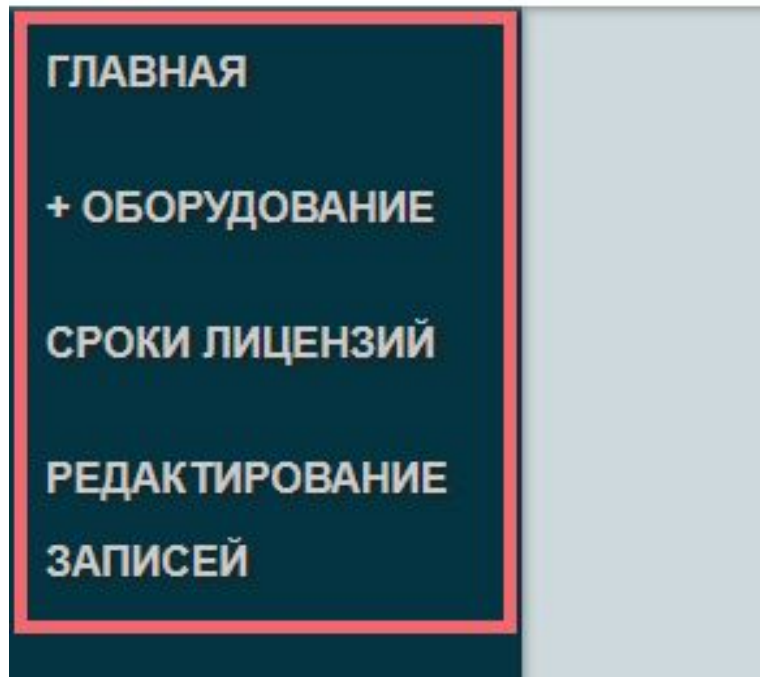 ГЛАВНАЯ
+ ОБОРУДОВАНИЕ
СРОКИ ЛИЦЕНЗИЙ
РЕДАКТИРОВАНИЕ
ЗАПИСЕЙ